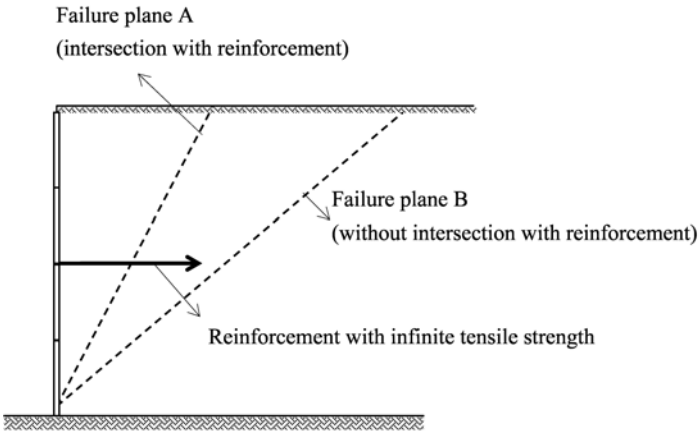 Failure plane A
(intersection with reinforcement)
Failure plane B
(without intersection with reinforcement)
Reinforcement with infinite tensile strength